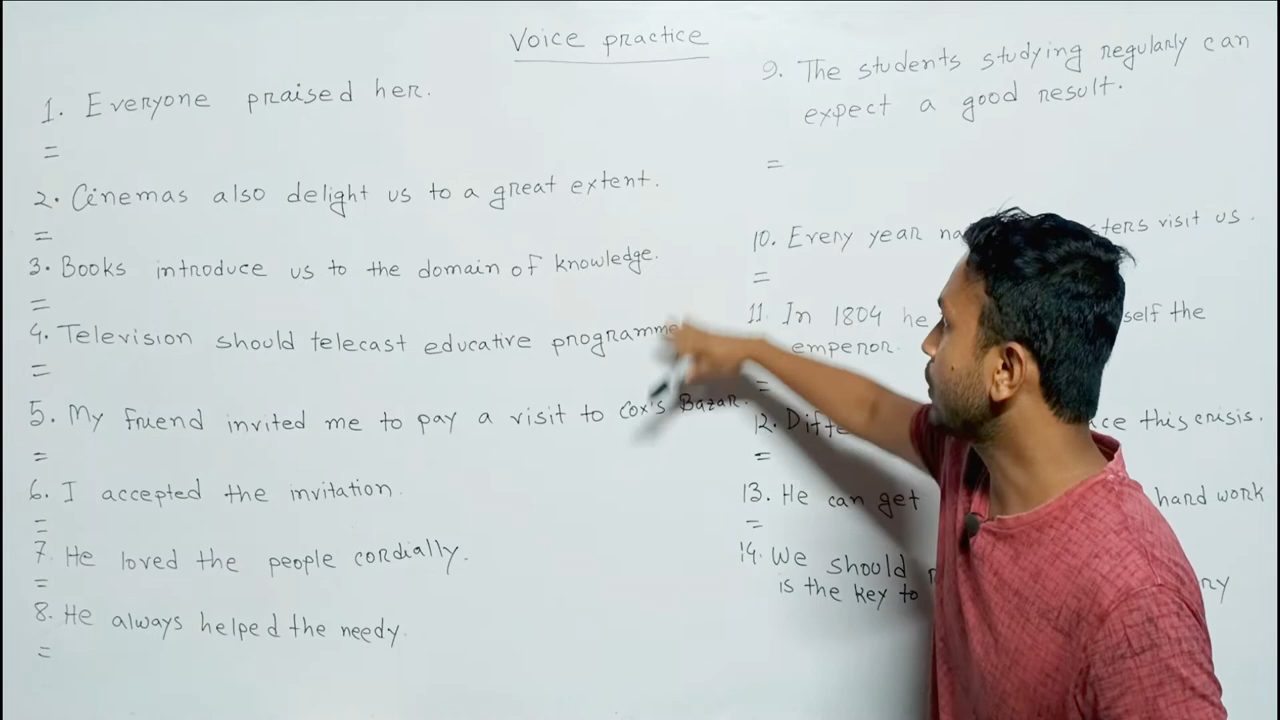 Voice practice
1. Everyone praised her.
=
2. Cinemas also delight us to a great extent.
=
3. Books introduce us to the domain of knowledge.
=
4. Television should telecast educative programme
=
5. My friend invited me to pay a visit to Cox's Bazar.
=
6. I accepted the invitation.
=
7. He loved the people cordially.
=
8. He always helped the needy.
=
9. The students studying regularly can
expect a good result.
=
10. Every year visit us.
=
11. In 1804 he the
emperor.
=
12. this crisis.
=
13. He can get hard work
=
14. We should
is the key to